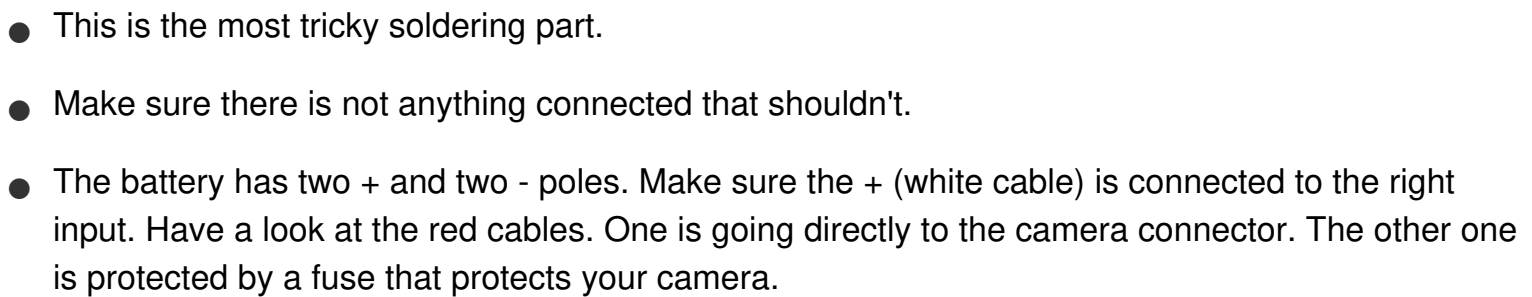 ● This is the most tricky soldering part.
● Make sure there is not anything connected that shouldn't.
● The battery has two + and two - poles. Make sure the + (white cable) is connected to the right
input. Have a look at the red cables. One is going directly to the camera connector. The other one
is protected by a fuse that protects your camera.